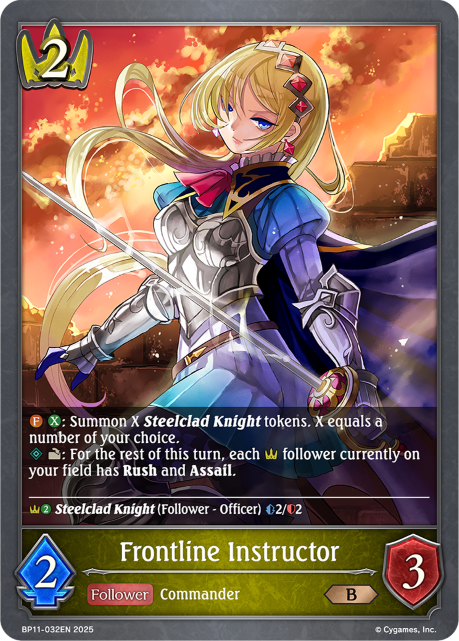 2
F X: Summon X Steelclad Knight tokens. X equals a
number of your choice.
: For the rest of this turn, each follower currently on
your field has Rush and Assail.
2 Steelclad Knight (Follower - Officer) 2/2
Frontline Instructor
2
Follower Commander
B
3
BP11-032EN 2025
© Cygames, Inc.